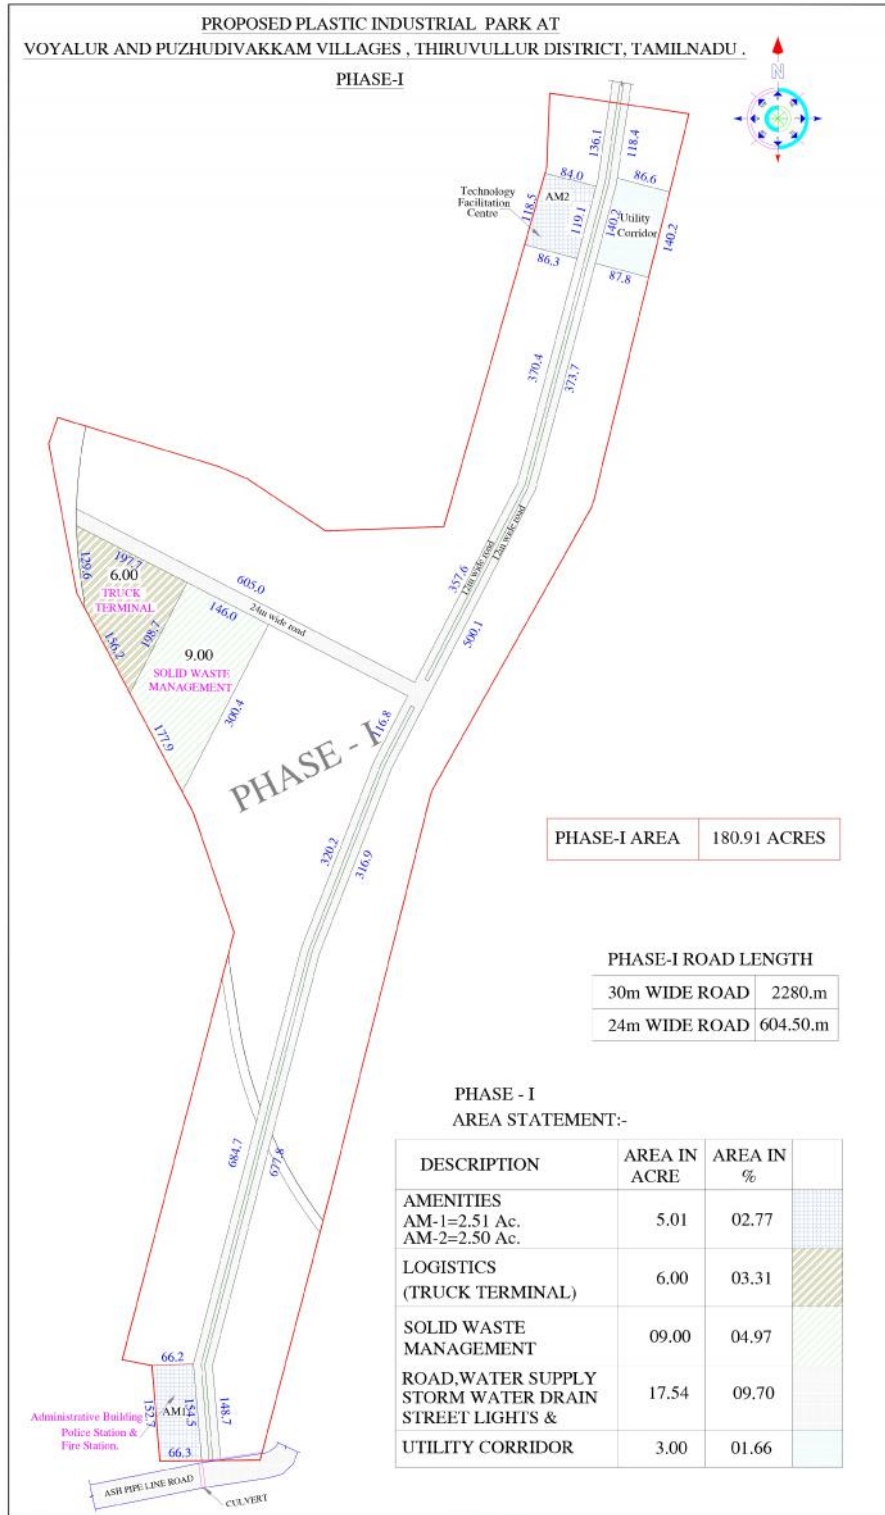 PROPOSED PLASTIC INDUSTRIAL PARK AT
VOYALUR AND PUZHUDIVAKKAM VILLAGES , THIRUVULLUR DISTRICT, TAMILNADU .
PHASE-I
N
136.1
118.4
84.0
86.6
Technology
Facilitation
Centre
AM2
118.5
119.1
140.2
Utility
Corridor
140.2
86.3
87.8
370.4
373.7
12m wide road
12m wide road
357.6
500.1
129.6
197.7
6.00
TRUCK
TERMINAL
605.0
24m wide road
146.0
156.2
198.7
9.00
SOLID WASTE
MANAGEMENT
300.4
177.9
116.8
PHASE - I
320.2
316.9
PHASE-I AREA 180.91 ACRES
PHASE-I ROAD LENGTH
30m WIDE ROAD 2280.m
24m WIDE ROAD 604.50.m
684.7
677.8
PHASE - I
AREA STATEMENT:-
DESCRIPTION AREA IN ACRE AREA IN %
AMENITIES
AM-1=2.51 Ac. 5.01 02.77
AM-2=2.50 Ac.
LOGISTICS
(TRUCK TERMINAL) 6.00 03.31
SOLID WASTE
MANAGEMENT 09.00 04.97
ROAD,WATER SUPPLY
STORM WATER DRAIN 17.54 09.70
STREET LIGHTS &
UTILITY CORRIDOR 3.00 01.66
66.2
152.7
AM1
154.5
148.7
Administrative Building
Police Station &
Fire Station.
66.3
ASH PIPE LINE ROAD
CULVERT